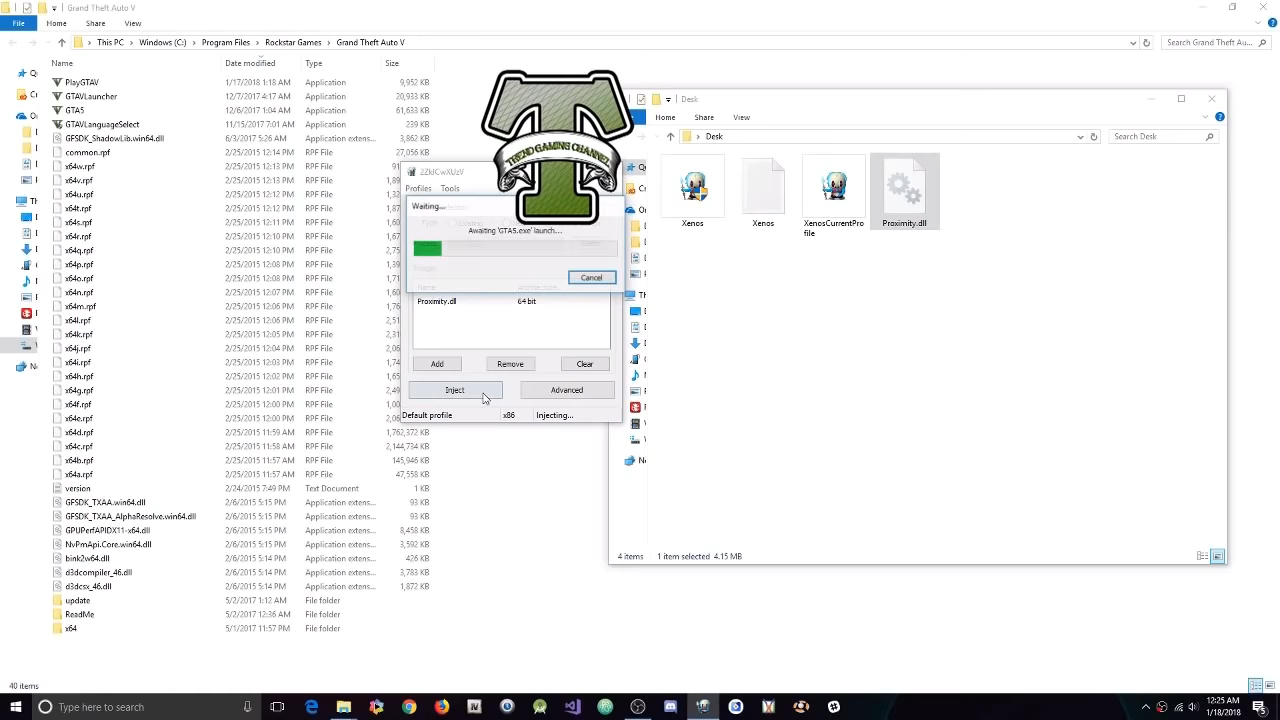 Grand Theft Auto V
File Home Share View
This PC > Windows (C:) > Program Files > Rockstar Games > Grand Theft Auto V
Search Grand Theft Au...
Name Date modified Type Size
PlayGTAV 1/17/2018 1:18 AM Application 9,952 KB
GTAVLauncher 12/7/2017 4:17 AM Application 20,933 KB
GTA5 12/6/2017 1:04 AM Application 61,633 KB
GTAVLanguageSelect 2/25/2015 7:01 AM Application 239 KB
GFSDK_ShadowLib.win64.dll 6/3/2017 5:26 AM Application extens... 3,862 KB
common.rpf 2/25/2015 12:14 PM RPF File 27,056 KB
x64w.rpf 2/25/2015 12:13 PM RPF File
x64v.rpf 2/25/2015 12:13 PM RPF File
x64u.rpf 2/25/2015 12:12 PM RPF File
x64t.rpf 2/25/2015 12:12 PM RPF File
x64s.rpf 2/25/2015 12:11 PM RPF File
x64r.rpf 2/25/2015 12:10 PM RPF File
x64q.rpf 2/25/2015 12:10 PM RPF File
x64p.rpf 2/25/2015 12:08 PM RPF File
x64o.rpf 2/25/2015 12:08 PM RPF File
x64n.rpf 2/25/2015 12:07 PM RPF File
x64m.rpf 2/25/2015 12:06 PM RPF File
x64l.rpf 2/25/2015 12:06 PM RPF File
x64k.rpf 2/25/2015 12:05 PM RPF File
x64j.rpf 2/25/2015 12:04 PM RPF File
x64i.rpf 2/25/2015 12:03 PM RPF File
x64h.rpf 2/25/2015 12:02 PM RPF File
x64g.rpf 2/25/2015 12:01 PM RPF File
x64f.rpf 2/25/2015 12:00 PM RPF File
x64e.rpf 2/25/2015 12:00 PM RPF File
x64d.rpf 2/25/2015 11:59 AM RPF File 1,762,372 KB
x64c.rpf 2/25/2015 11:58 AM RPF File 2,144,734 KB
x64b.rpf 2/25/2015 11:57 AM RPF File 145,946 KB
x64a.rpf 2/25/2015 11:57 AM RPF File 47,558 KB
version 2/24/2015 7:49 PM Text Document 1 KB
GFSDK_TXAA.win64.dll 2/6/2015 5:15 PM Application extens... 93 KB
GFSDK_TXAA_AlphaResolve.win64.dll 2/6/2015 5:15 PM Application extens... 93 KB
GPUPerfAPIDX11-x64.dll 2/6/2015 5:15 PM Application extens... 8,458 KB
NvPmApi.Core.win64.dll 2/6/2015 5:15 PM Application extens... 3,592 KB
bink2w64.dll 2/6/2015 5:14 PM Application extens... 426 KB
d3dcompiler_46.dll 2/6/2015 5:14 PM Application extens... 3,783 KB
d3dcsx_46.dll 2/6/2015 5:14 PM Application extens... 1,872 KB
update 5/2/2017 1:12 AM File folder
ReadMe 5/2/2017 12:36 AM File folder
x64 5/1/2017 11:57 PM File folder
40 items
TREND GAMING CHANNEL
2ZkICwXUzV
Profiles Tools
Waiting...
Awaiting 'GTA5.exe' launch...
Cancel
Images
Name Architecture
Proximity.dll 64 bit
Add Remove Clear
Inject Advanced
Default profile x86 Injecting...
Desk
Home Share View
Desk
Search Desk
Xenos
Xenos
XenosCurrentPro
file
Proximity.dll
4 items 1 item selected 4.15 MB
Type here to search
12:25 AM
1/18/2018